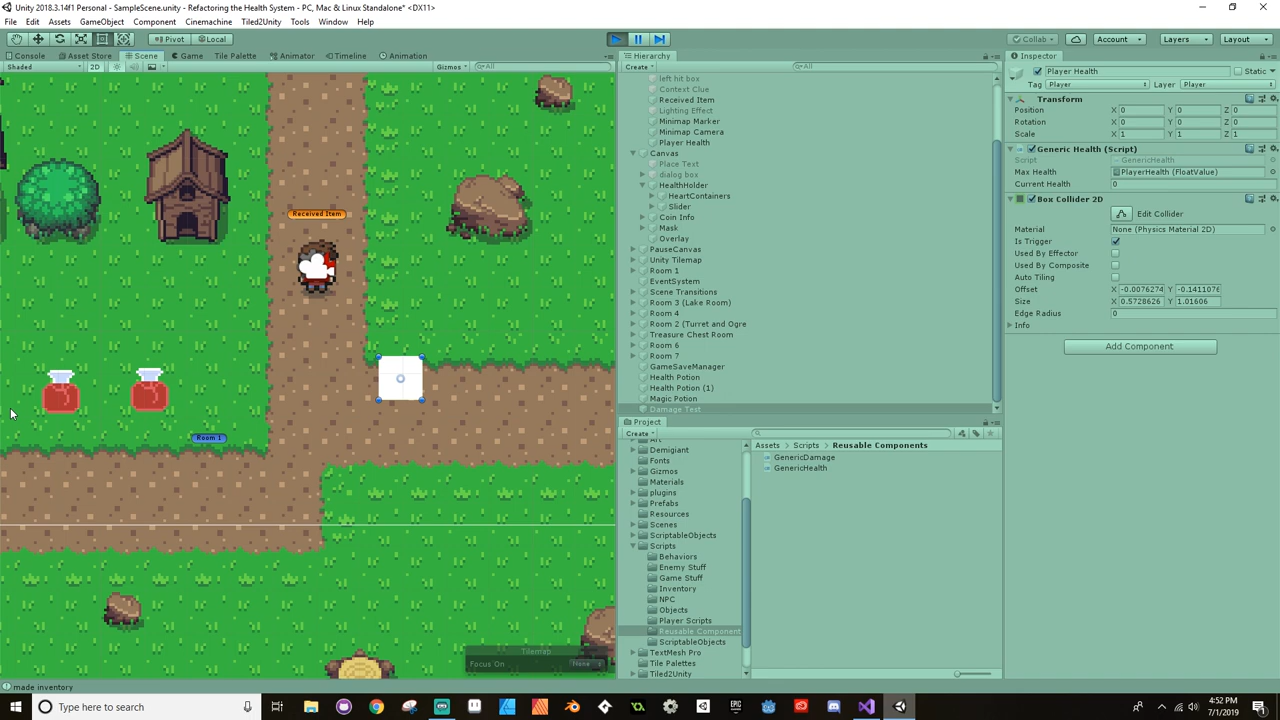 Unity 2018.3.14f1 Personal - SampleScene.unity - Refactoring the Health System - PC, Mac & Linux Standalone* <DX11>
File Edit Assets GameObject Component Cinemachine Tiled2Unity Tools Window Help
Pivot Local Collab Account Layers Layout
Console Asset Store Scene Game Tile Palette Animator Timeline Animation
Shaded 2D Gizmos All
Received Item
Room 1
Tilemap
Focus On None
Hierarchy
Create All
left hit box
Context Clue
Received Item
Lighting Effect
Minimap Marker
Minimap Camera
Player Health
Canvas
Place Text
dialog box
HealthHolder
HeartContainers
Slider
Coin Info
Mask
Overlay
PauseCanvas
Unity Tilemap
Room 1
EventSystem
Scene Transitions
Room 3 (Lake Room)
Room 4
Room 2 (Turret and Ogre
Treasure Chest Room
Room 6
Room 7
GameSaveManager
Health Potion
Health Potion (1)
Magic Potion
Damage Test
Project
Create
Art
Demigiant
Fonts
Gizmos
Materials
plugins
Prefabs
Resources
Scenes
ScriptableObjects
Scripts
Behaviors
Enemy Stuff
Game Stuff
Inventory
NPC
Objects
Player Scripts
Reusable Component
ScriptableObjects
TextMesh Pro
Tile Palettes
Tiled2Unity
Assets Scripts Reusable Components
GenericDamage
GenericHealth
Inspector
Player Health Static
Tag Player Layer Player
Transform
Position X 0 Y 0 Z 0
Rotation X 0 Y 0 Z 0
Scale X 1 Y 1 Z 1
Generic Health (Script)
Script GenericHealth
Max Health PlayerHealth (FloatValue)
Current Health 0
Box Collider 2D
Edit Collider
Material None (Physics Material 2D)
Is Trigger
Used By Effector
Used By Composite
Auto Tiling
Offset X -0.0076274 Y -0.1411076
Size X 0.5728626 Y 1.01606
Edge Radius 0
Info
Add Component
made inventory
Type here to search
4:52 PM
7/1/2019